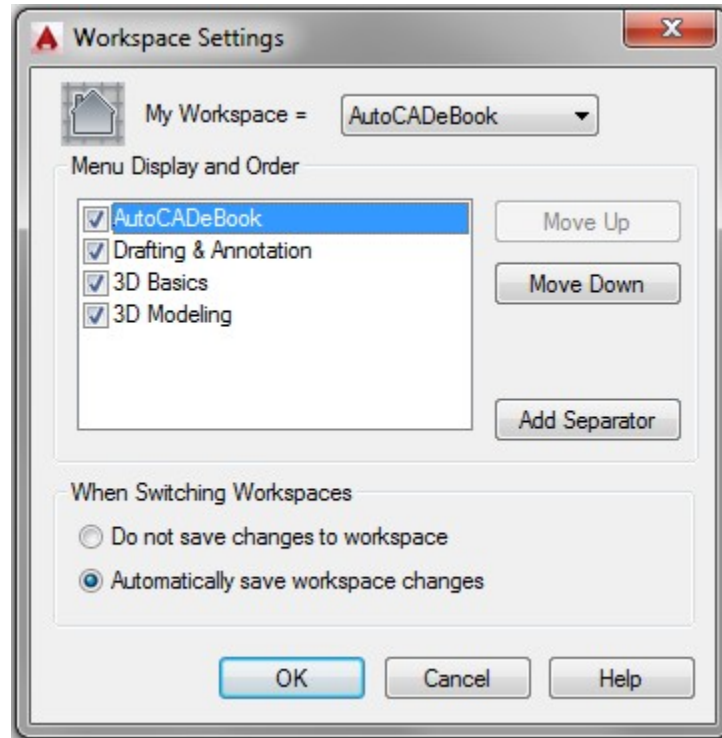 Workspace Settings
My Workspace = AutoCADeBook
Menu Display and Order
AutoCADeBook
Move Up
Drafting & Annotation
3D Basics
Move Down
3D Modeling
Add Separator
When Switching Workspaces
Do not save changes to workspace
Automatically save workspace changes
OK Cancel Help